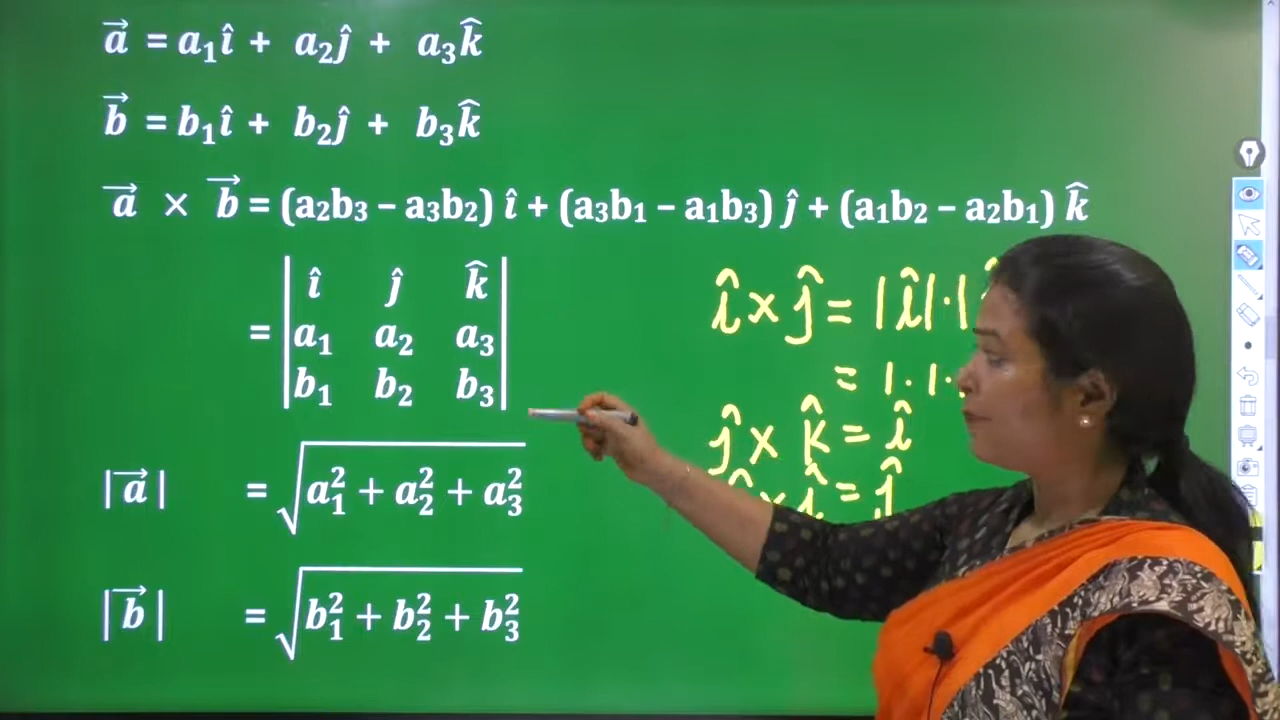 a⃗ = a₁î + a₂ĵ + a₃k̂
b⃗ = b₁î + b₂ĵ + b₃k̂
a⃗ × b⃗ = (a₂b₃ – a₃b₂) î + (a₃b₁ – a₁b₃) ĵ + (a₁b₂ – a₂b₁) k̂
= | î ĵ k̂ |
| a₁ a₂ a₃ |
| b₁ b₂ b₃ |
|a⃗| = √(a₁² + a₂² + a₃²)
|b⃗| = √(b₁² + b₂² + b₃²)
î × ĵ = |î|·|
= 1·1·
ĵ × k̂ = î
× î = ĵ